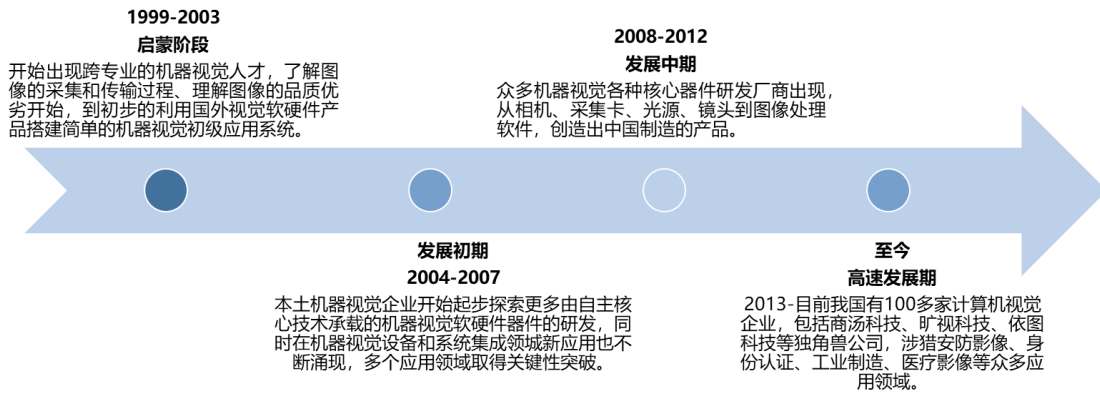 1999-2003
启蒙阶段
开始出现跨专业的机器视觉人才，了解图
像的采集和传输过程、理解图像的品质优
劣开始，到初步的利用国外视觉软硬件产
品搭建简单的机器视觉初级应用系统。
2008-2012
发展中期
众多机器视觉各种核心器件研发厂商出现，
从相机、采集卡、光源、镜头到图像处理
软件，创造出中国制造的产品。
发展初期
2004-2007
本土机器视觉企业开始起步探索更多由自主核
心技术承载的机器视觉软硬件器件的研发，同
时在机器视觉设备和系统集成领城新应用也不
断涌现，多个应用领域取得关键性突破。
至今
高速发展期
2013-目前我国有100多家计算机视觉
企业，包括商汤科技、旷视科技、依图
科技等独角兽公司，涉猎安防影像、身
份认证、工业制造、医疗影像等众多应
用领域。